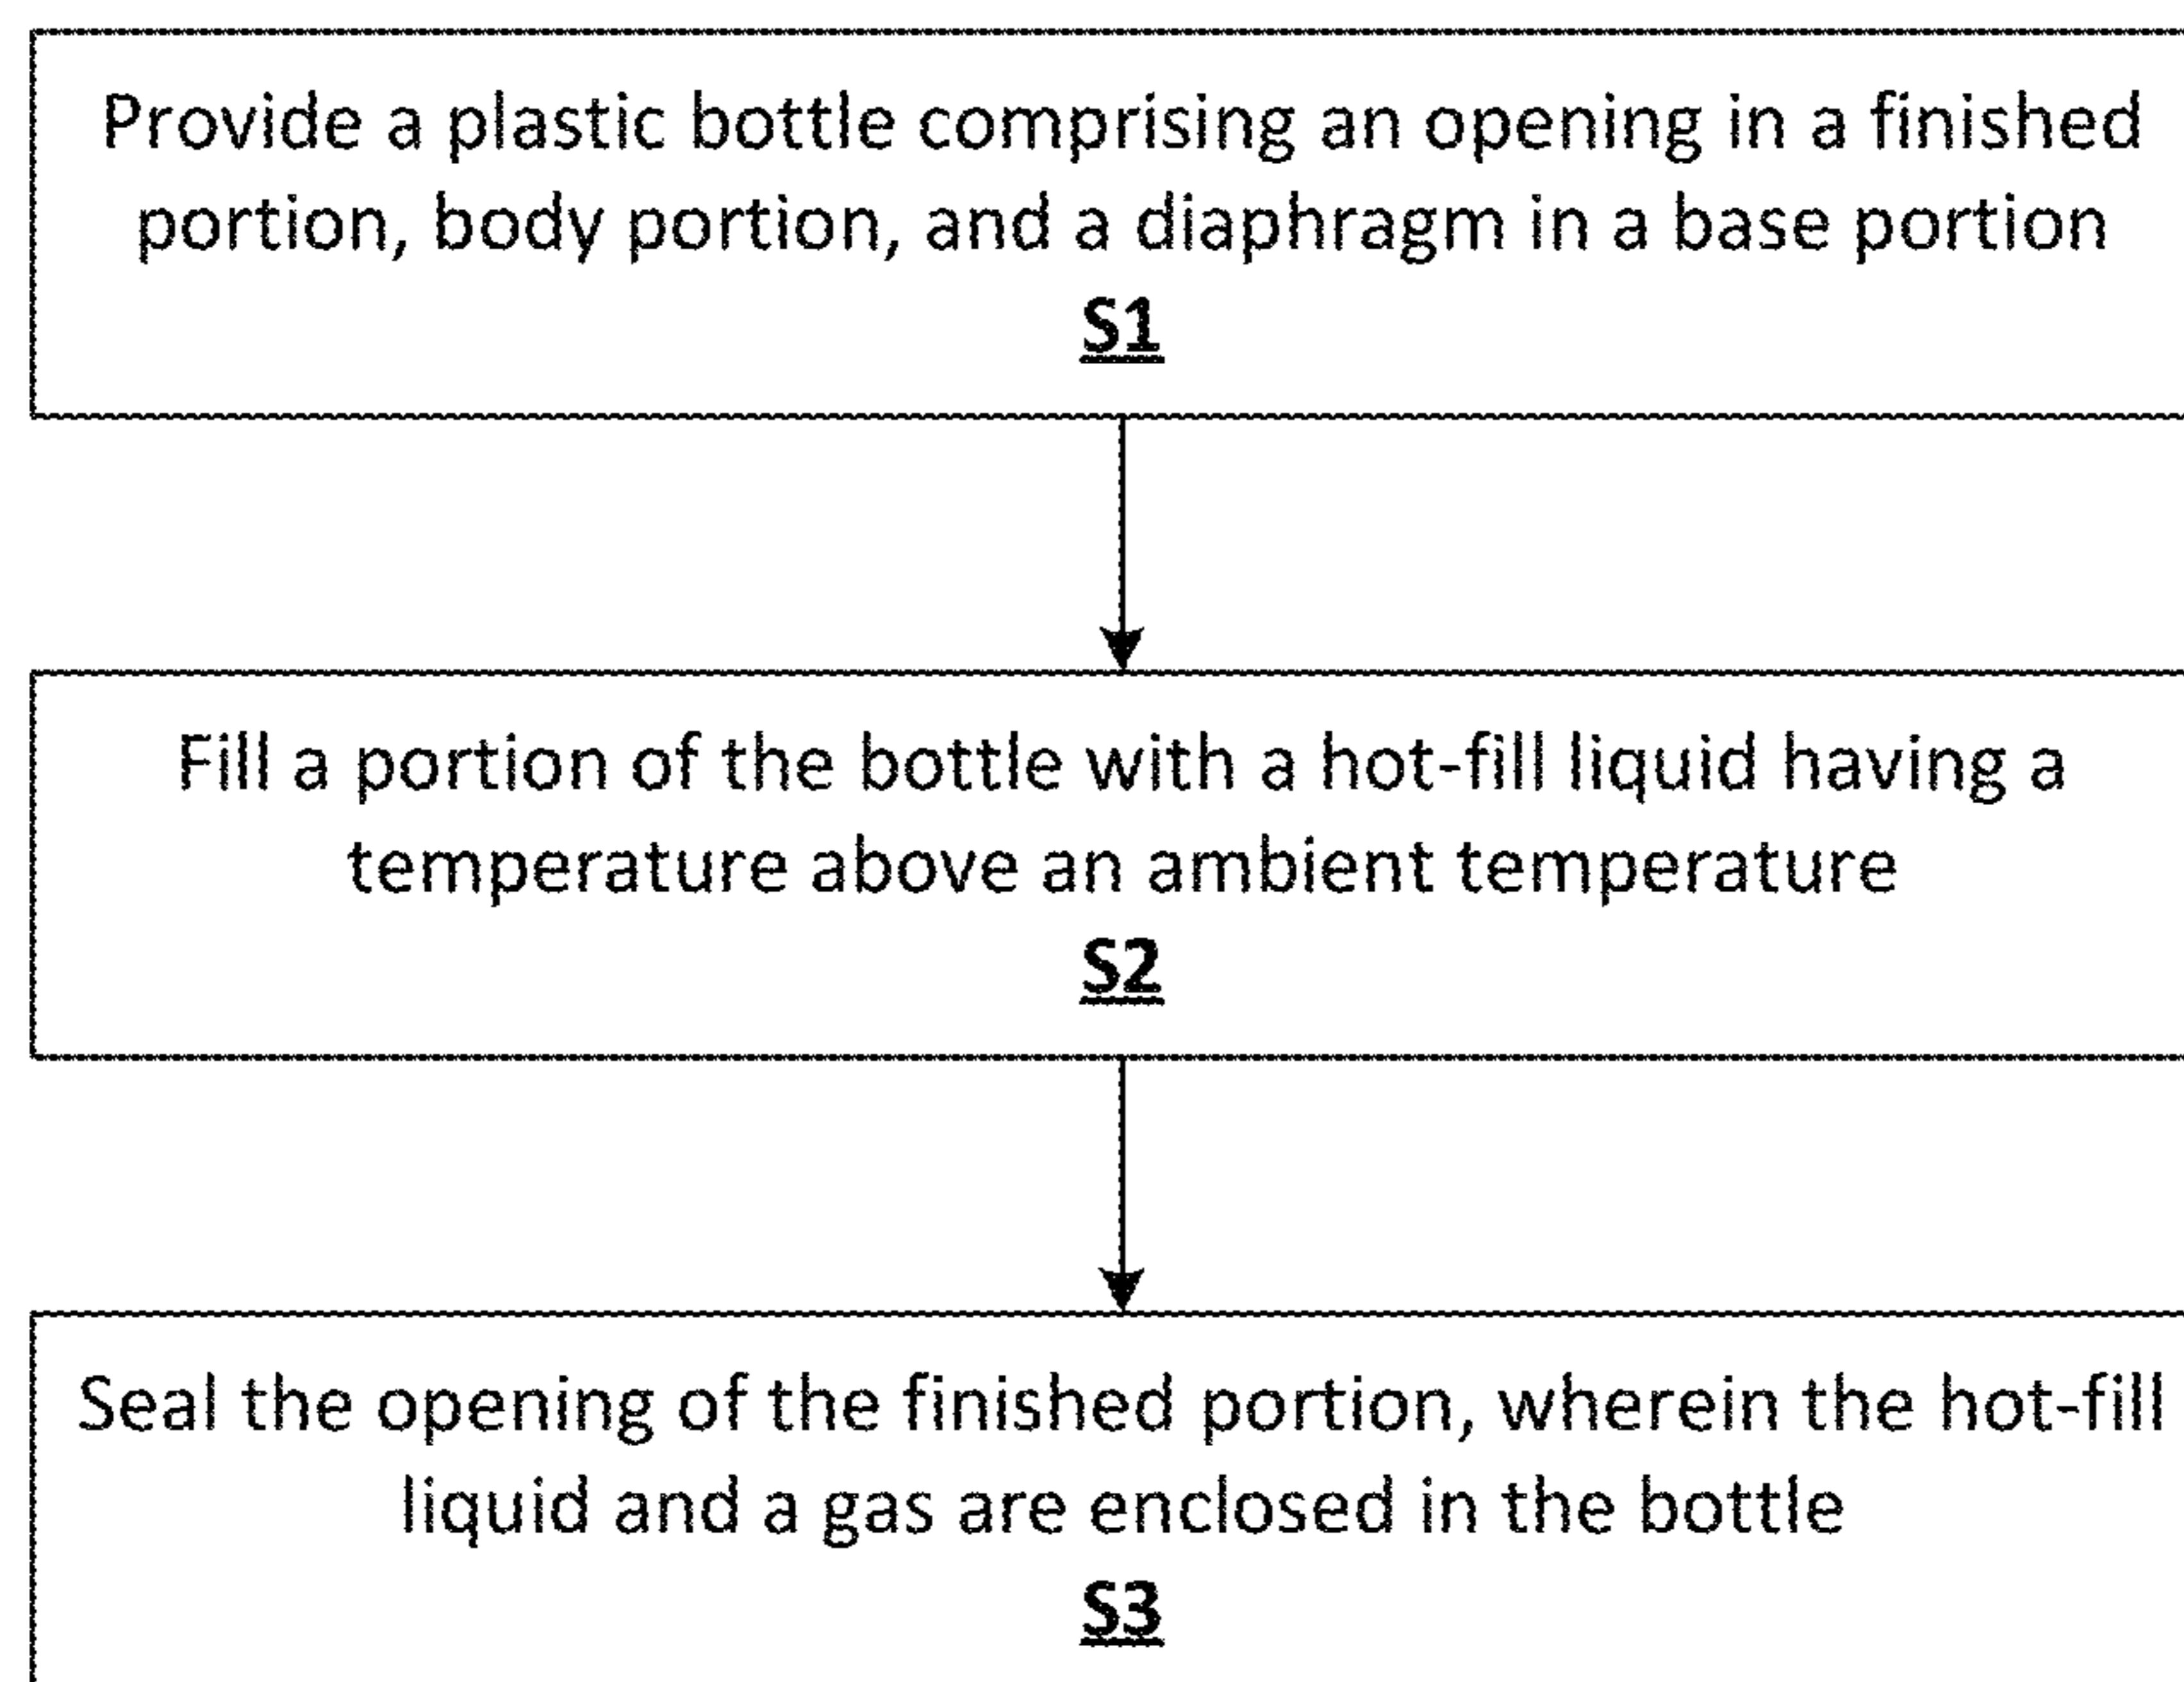 Provide a plastic bottle comprising an opening in a finished
portion, body portion, and a diaphragm in a base portion
S1
Fill a portion of the bottle with a hot-fill liquid having a
temperature above an ambient temperature
S2
Seal the opening of the finished portion, wherein the hot-fill
liquid and a gas are enclosed in the bottle
S3